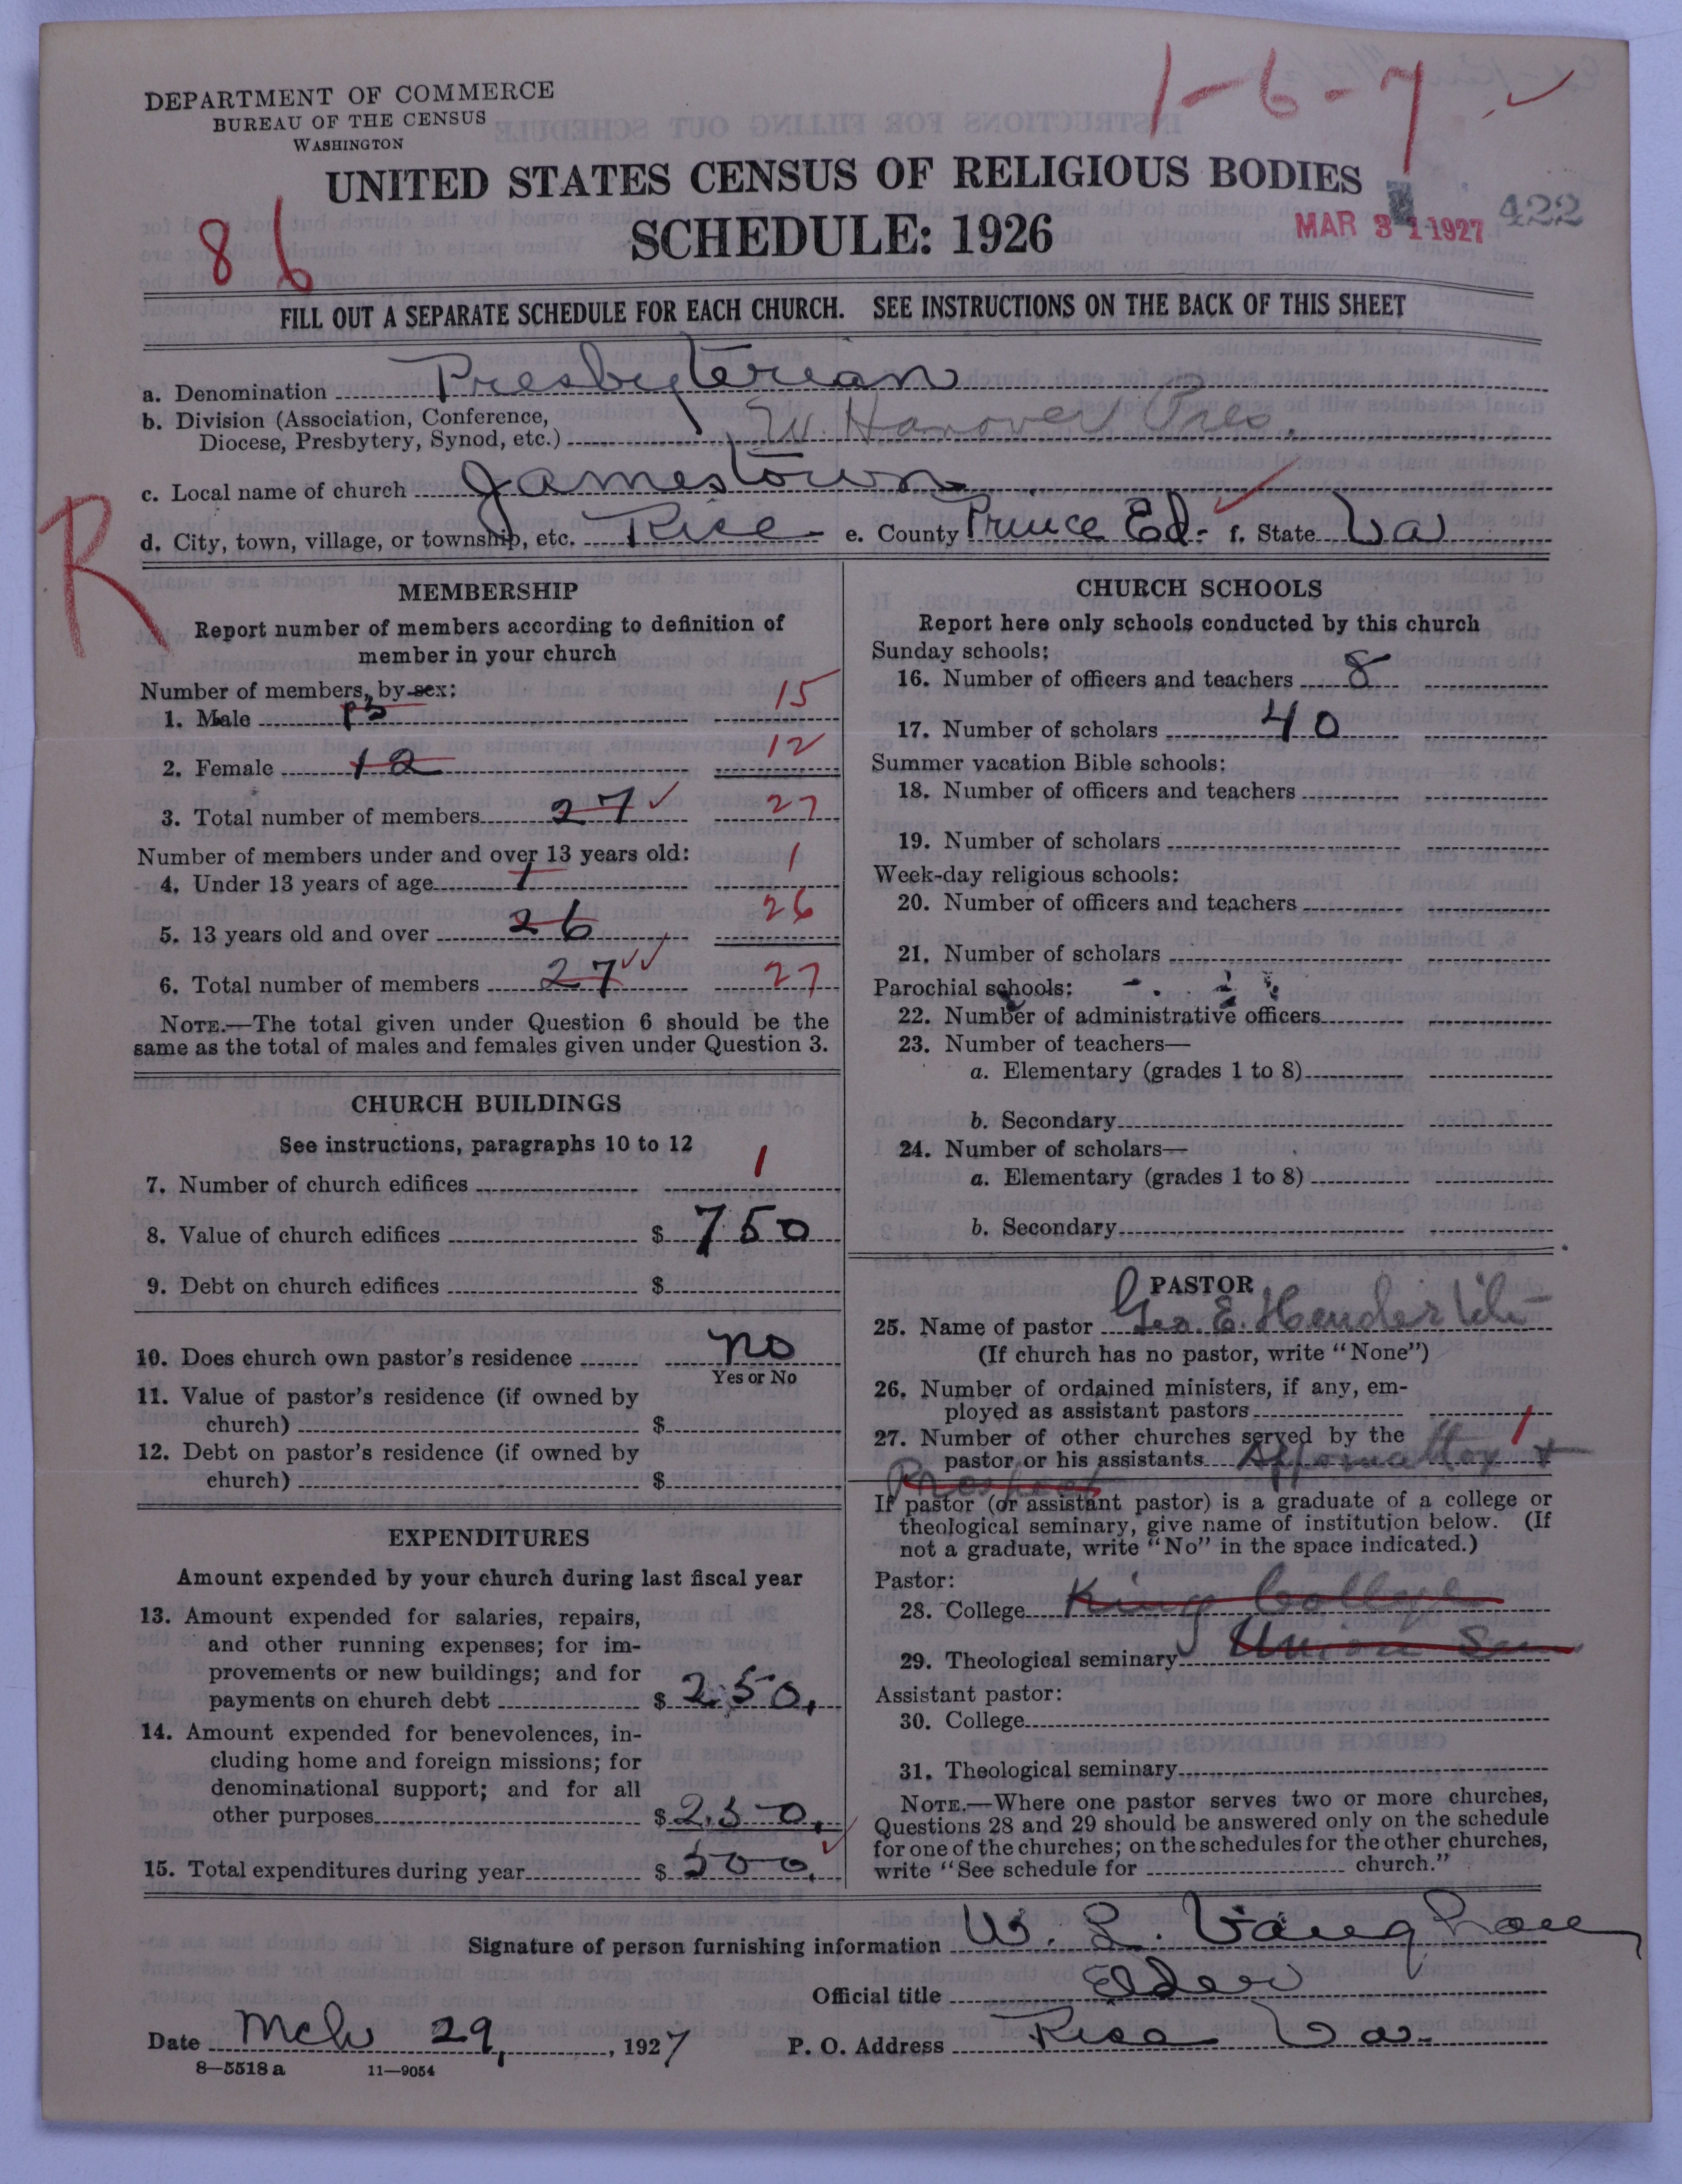 1-6-7
DEPARTMENT OF COMMERCE
BUREAU OF THE CENSUS
WASHINGTON
UNITED STATES CENSUS OF RELIGIOUS BODIES
SCHEDULE: 1926
86
MAR 31 1927
422
FILL OUT A SEPARATE SCHEDULE FOR EACH CHURCH. SEE INSTRUCTIONS ON THE BACK OF THIS SHEET
a. Denomination Presbyterian
b. Division (Association, Conference,
Diocese, Presbytery, Synod, etc.) W. Hanover Pres.
c. Local name of church Jamestown
d. City, town, village, or township, etc. Rice e. County Prince Ed. f. State Va
R
MEMBERSHIP
Report number of members according to definition of
member in your church
Number of members, by sex:
1. Male 15 15
2. Female 12 12
3. Total number of members 27 27
Number of members under and over 13 years old:
4. Under 13 years of age 1 1
5. 13 years old and over 26 26
6. Total number of members 27 27
NOTE.—The total given under Question 6 should be the
same as the total of males and females given under Question 3.
CHURCH BUILDINGS
See instructions, paragraphs 10 to 12
7. Number of church edifices 1
8. Value of church edifices $ 750
9. Debt on church edifices $
10. Does church own pastor's residence no
Yes or No
11. Value of pastor's residence (if owned by
church) $
12. Debt on pastor's residence (if owned by
church) $
EXPENDITURES
Amount expended by your church during last fiscal year
13. Amount expended for salaries, repairs,
and other running expenses; for im-
provements or new buildings; and for
payments on church debt $ 250.
14. Amount expended for benevolences, in-
cluding home and foreign missions; for
denominational support; and for all
other purposes $ 250.
15. Total expenditures during year $ 500.
CHURCH SCHOOLS
Report here only schools conducted by this church
Sunday schools:
16. Number of officers and teachers 8
17. Number of scholars 40
Summer vacation Bible schools:
18. Number of officers and teachers
19. Number of scholars
Week-day religious schools:
20. Number of officers and teachers
21. Number of scholars
Parochial schools:
22. Number of administrative officers
23. Number of teachers—
a. Elementary (grades 1 to 8)
b. Secondary
24. Number of scholars—
a. Elementary (grades 1 to 8)
b. Secondary
PASTOR
25. Name of pastor Geo. E.
(If church has no pastor, write "None")
26. Number of ordained ministers, if any, em-
ployed as assistant pastors
27. Number of other churches served by the 1
pastor or his assistants Appomattox +
Prospect
If pastor (or assistant pastor) is a graduate of a college or
theological seminary, give name of institution below. (If
not a graduate, write "No" in the space indicated.)
Pastor:
28. College King College
29. Theological seminary Union Sem
Assistant pastor:
30. College
31. Theological seminary
NOTE.—Where one pastor serves two or more churches,
Questions 28 and 29 should be answered only on the schedule
for one of the churches; on the schedules for the other churches,
write "See schedule for church."
Signature of person furnishing information W. L. Vaughan
Official title Elder
Date Mch 29, 1927 P. O. Address Rice Va.
8—5518 a 11—9054